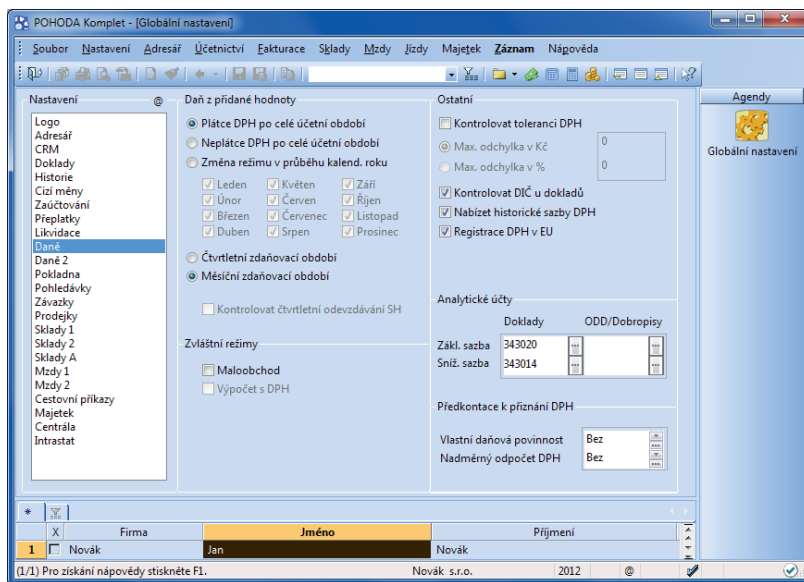 POHODA Komplet - [Globální nastavení]
Soubor Nastavení Adresář Účetnictví Fakturace Sklady Mzdy Jízdy Majetek Záznam Nápověda
Nastavení @
Logo
Adresář
CRM
Doklady
Historie
Cizí měny
Zaúčtování
Přeplatky
Likvidace
Daně
Daně 2
Pokladna
Pohledávky
Závazky
Prodejky
Sklady 1
Sklady 2
Sklady A
Mzdy 1
Mzdy 2
Cestovní příkazy
Majetek
Centrála
Intrastat
Daň z přidané hodnoty
Plátce DPH po celé účetní období
Neplátce DPH po celé účetní období
Změna režimu v průběhu kalend. roku
Leden Květen Září
Únor Červen Říjen
Březen Červenec Listopad
Duben Srpen Prosinec
Čtvrtletní zdaňovací období
Měsíční zdaňovací období
Kontrolovat čtvrtletní odevzdávání SH
Zvláštní režimy
Maloobchod
Výpočet s DPH
Ostatní
Kontrolovat toleranci DPH
Max. odchylka v Kč 0
Max. odchylka v % 0
Kontrolovat DIČ u dokladů
Nabízet historické sazby DPH
Registrace DPH v EU
Analytické účty
Doklady ODD/Dobropisy
Zákl. sazba 343020
Sníž. sazba 343014
Předkontace k přiznání DPH
Vlastní daňová povinnost Bez
Nadměrný odpočet DPH Bez
Agendy
Globální nastavení
*
X Firma Jméno Příjmení
1 Novák Jan Novák
(1/1) Pro získání nápovědy stiskněte F1. Novák s.r.o. 2012 @